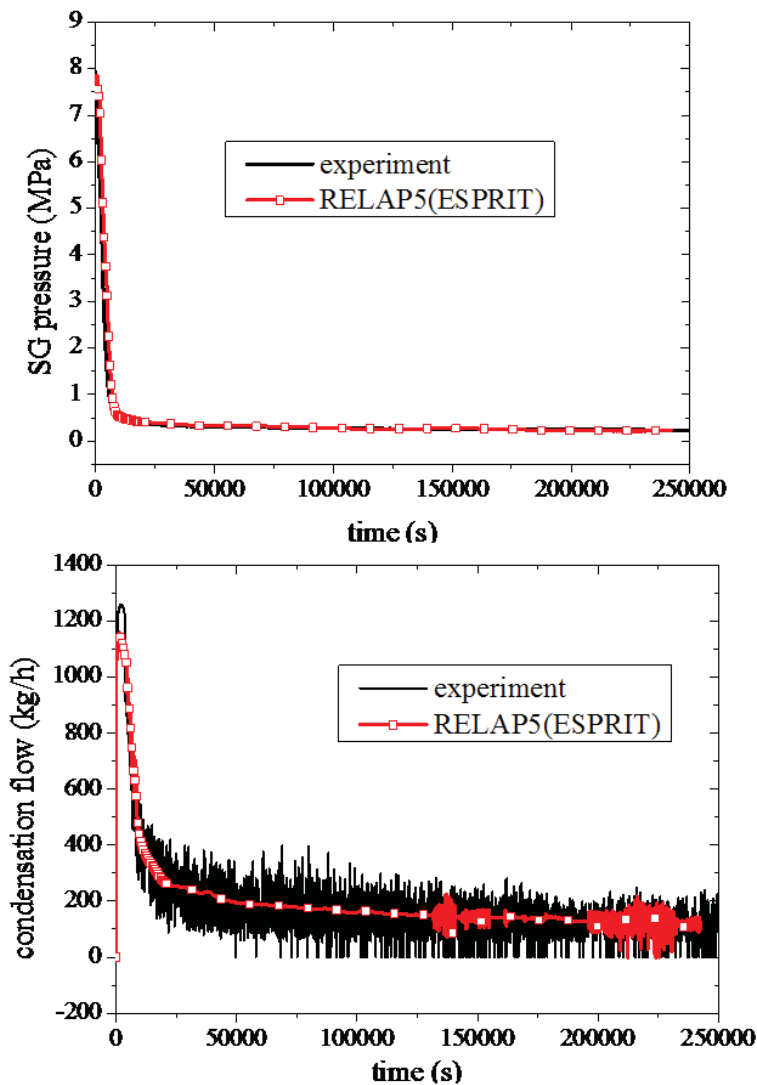 9
8
7
6
5
4
3
2
1
0
SG pressure (MPa)
experiment
RELAP5(ESPRIT)
0 50000 100000 150000 200000 250000
time (s)
1400
1200
1000
800
600
400
200
0
-200
condensation flow (kg/h)
experiment
RELAP5(ESPRIT)
0 50000 100000 150000 200000 250000
time (s)